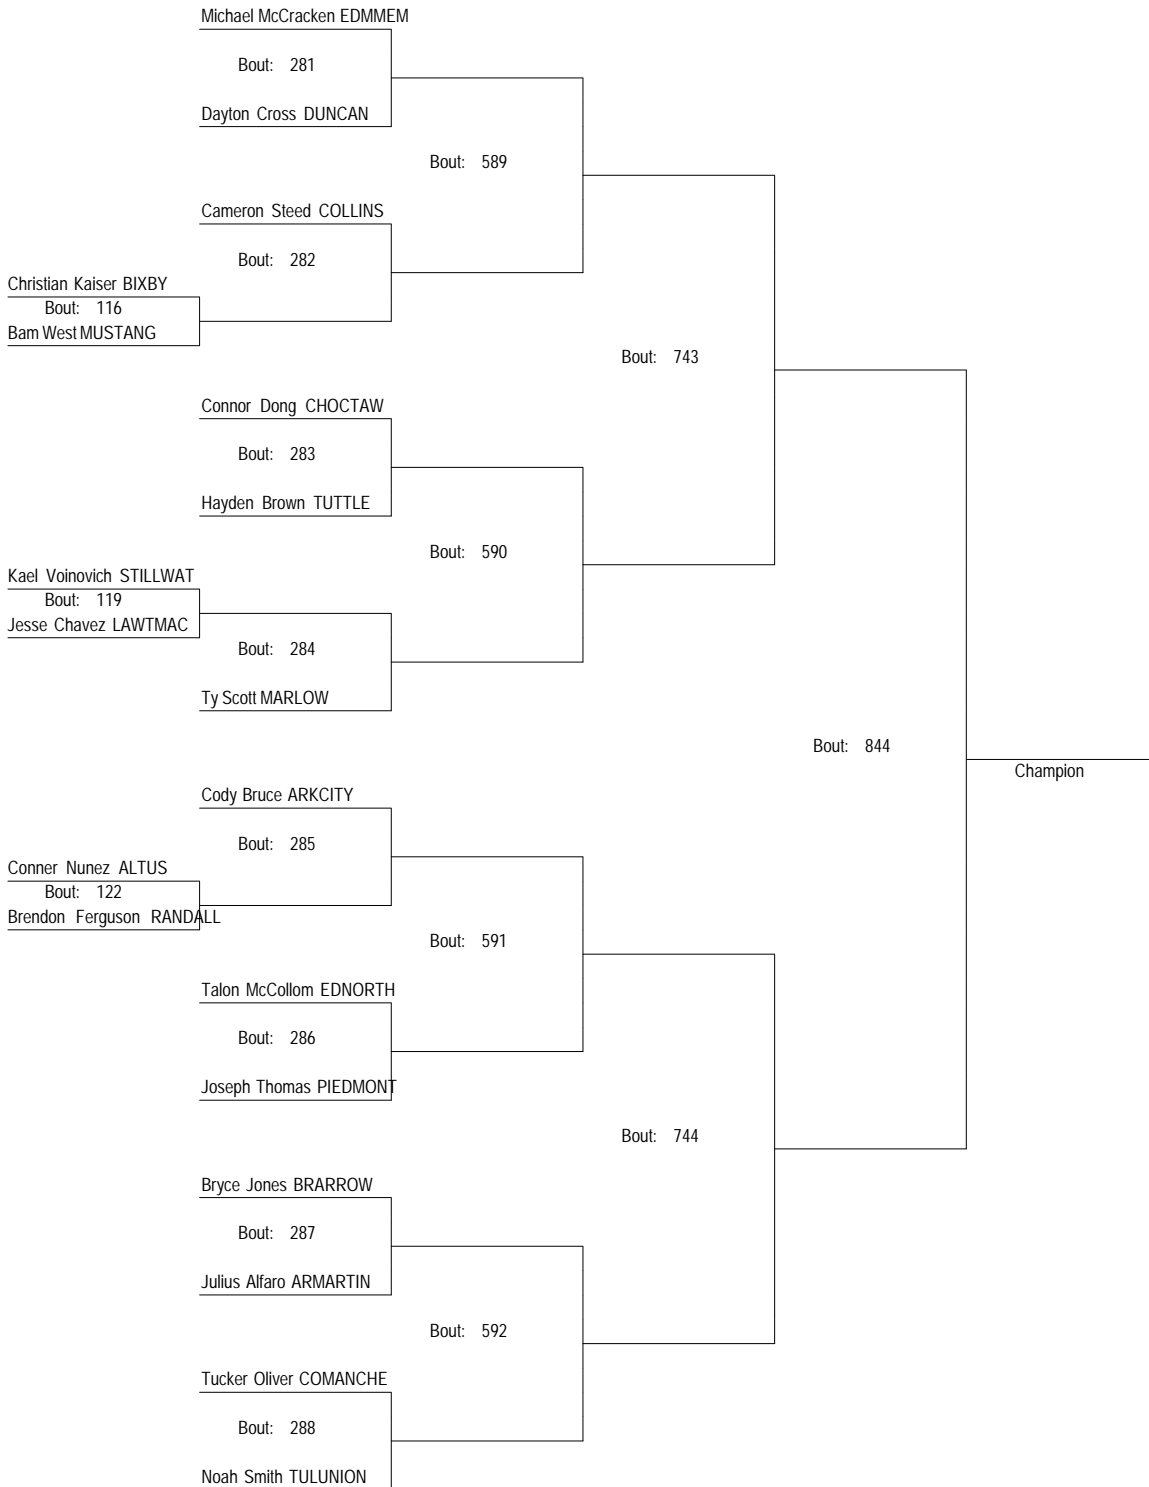 Michael McCracken EDMMEM
Bout: 281
Dayton Cross DUNCAN
Bout: 589
Cameron Steed COLLINS
Bout: 282
Christian Kaiser BIXBY
Bout: 116
Bam West MUSTANG
Bout: 743
Connor Dong CHOCTAW
Bout: 283
Hayden Brown TUTTLE
Bout: 590
Kael Voinovich STILLWAT
Bout: 119
Jesse Chavez LAWTMAC
Bout: 284
Ty Scott MARLOW
Bout: 844
Champion
Cody Bruce ARKCITY
Bout: 285
Conner Nunez ALTUS
Bout: 122
Brendon Ferguson RANDALL
Bout: 591
Talon McCollom EDNORTH
Bout: 286
Joseph Thomas PIEDMONT
Bout: 744
Bryce Jones BRARROW
Bout: 287
Julius Alfaro ARMARTIN
Bout: 592
Tucker Oliver COMANCHE
Bout: 288
Noah Smith TULUNION